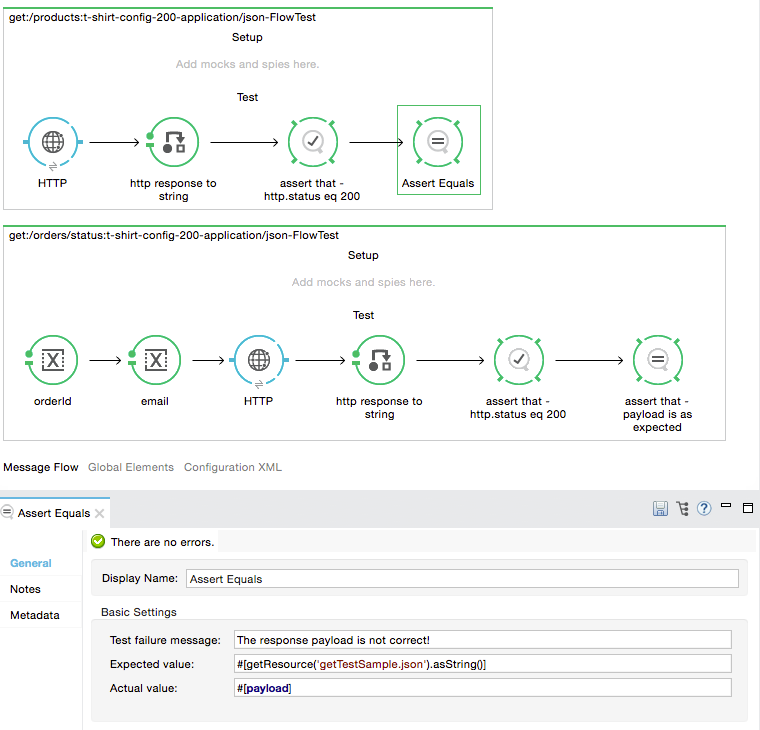 get:/products:t-shirt-config-200-application/json-FlowTest
Setup
Add mocks and spies here.
Test
HTTP
http response to
string
assert that -
http.status eq 200
Assert Equals
get:/orders/status:t-shirt-config-200-application/json-FlowTest
Setup
Add mocks and spies here.
Test
orderId
email
HTTP
http response to
string
assert that -
http.status eq 200
assert that -
payload is as
expected
Message Flow Global Elements Configuration XML
Assert Equals
There are no errors.
General
Notes
Metadata
Display Name: Assert Equals
Basic Settings
Test failure message: The response payload is not correct!
Expected value: #[getResource('getTestSample.json').asString()]
Actual value: #[payload]